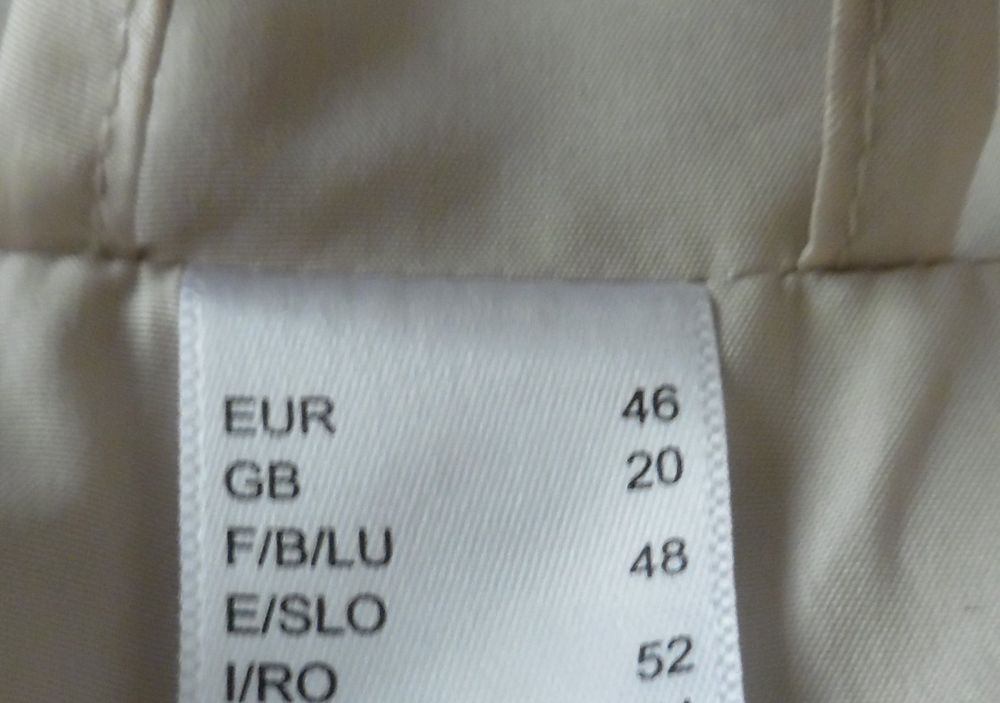 EUR 46
GB 20
F/B/LU 48
E/SLO
I/RO 52